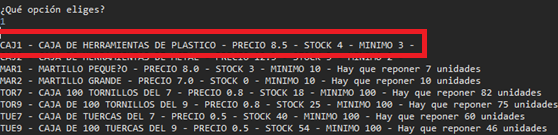 ¿Qué opción eliges?
1
CAJ1 - CAJA DE HERRAMIENTAS DE PLASTICO - PRECIO 8.5 - STOCK 4 - MINIMO 3 -
CAJ2 - CAJA DE HERRAMIENTAS DE METAL - PRECIO 12.5 - STOCK 3 - MINIMO 2
MAR1 - MARTILLO PEQUE?O - PRECIO 8.0 - STOCK 3 - MINIMO 10 - Hay que reponer 7 unidades
MAR2 - MARTILLO GRANDE - PRECIO 7.0 - STOCK 0 - MINIMO 10 - Hay que reponer 10 unidades
TOR7 - CAJA 100 TORNILLOS DEL 7 - PRECIO 0.8 - STOCK 18 - MINIMO 100 - Hay que reponer 82 unidades
TOR9 - CAJA DE 100 TORNILLOS DEL 9 - PRECIO 0.8 - STOCK 25 - MINIMO 100 - Hay que reponer 75 unidades
TUE7 - CAJA DE 100 TUERCAS DEL 7 - PRECIO 0.5 - STOCK 40 - MINIMO 100 - Hay que reponer 60 unidades
TUE9 - CAJA DE 100 TUERCAS DEL 9 - PRECIO 0.5 - STOCK 54 - MINIMO 100 - Hay que reponer 46 unidades